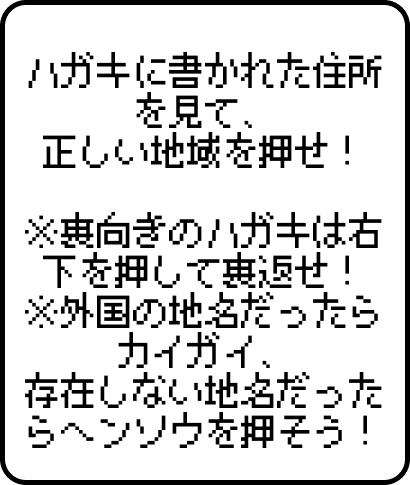 ハガキに書かれた住所
を見て、
正しい地域を押せ！
※裏向きのハガキは右
下を押して裏返せ！
※外国の地名だったら
カイガイ、
存在しない地名だった
らヘンソウを押そう！